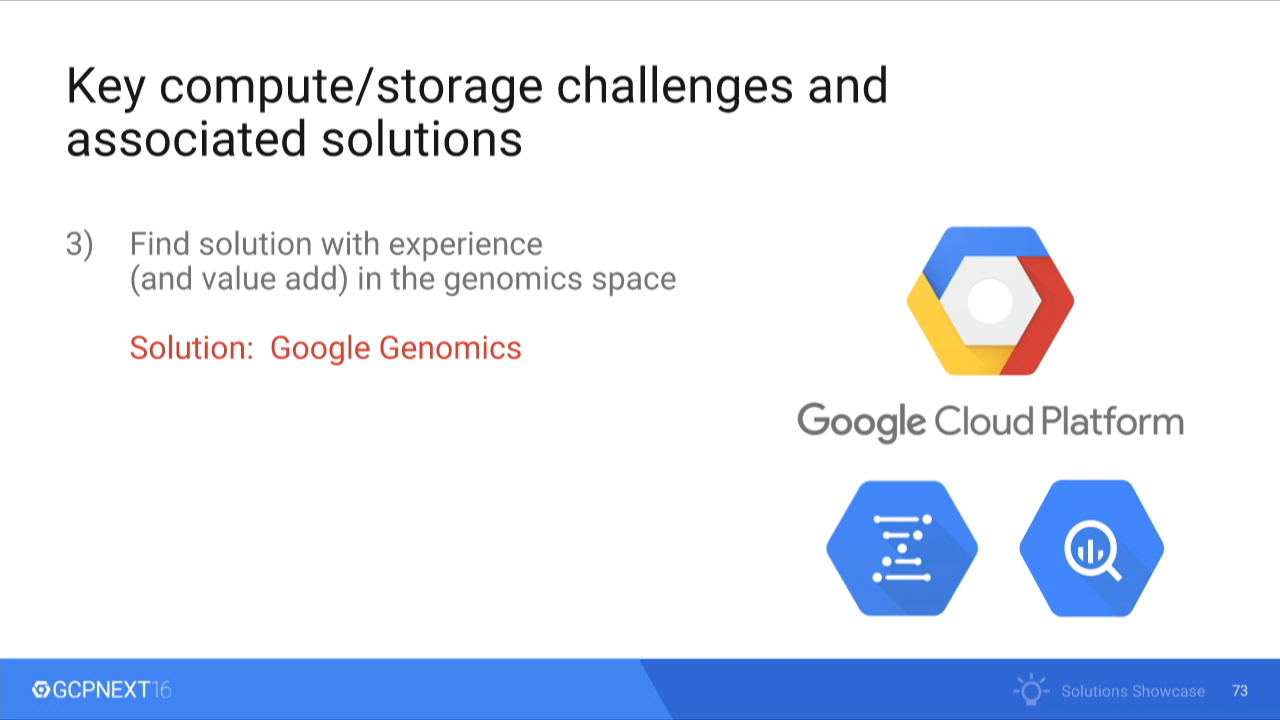 Key compute/storage challenges and
associated solutions
3) Find solution with experience
(and value add) in the genomics space
Solution: Google Genomics
Google Cloud Platform
GCPNEXT16
Solutions Showcase 73